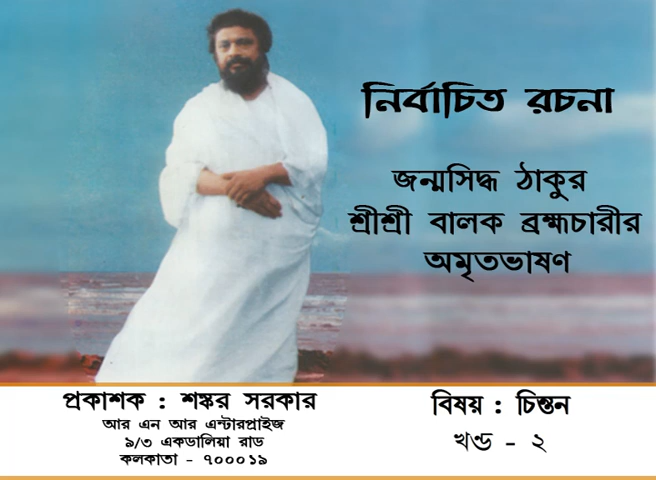 নির্বাচিত রচনা
জন্মসিদ্ধ ঠাকুর
শ্রীশ্রী বালক ব্রহ্মচারীর
অমৃতভাষণ
প্রকাশক : শঙ্কর সরকার
আর এন আর এন্টারপ্রাইজ
৯/৩ একডালিয়া রাড
কলকাতা - ৭০০০১৯
বিষয় : চিন্তন
খন্ড - ২